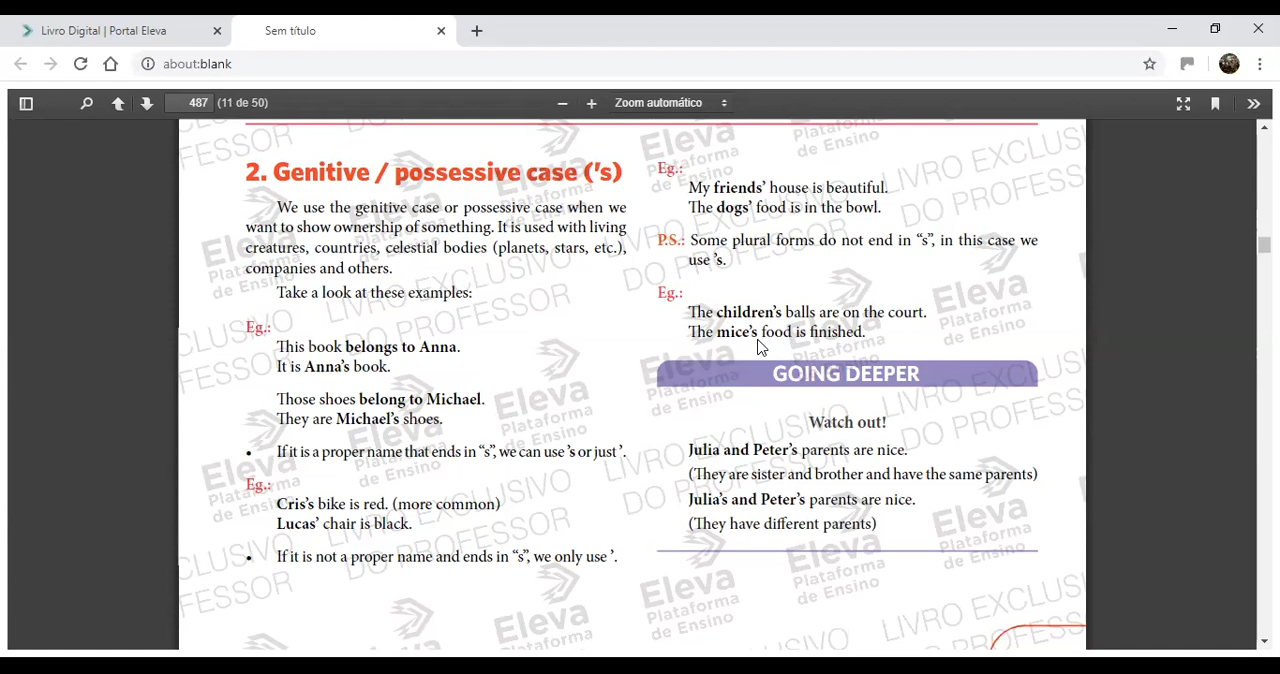 Livro Digital | Portal Eleva
Sem título
about:blank
487 (11 de 50)
Zoom automático
2. Genitive / possessive case ('s)
We use the genitive case or possessive case when we
want to show ownership of something. It is used with living
creatures, countries, celestial bodies (planets, stars, etc.),
companies and others.
Take a look at these examples:
Eg.:
This book belongs to Anna.
It is Anna's book.
Those shoes belong to Michael.
They are Michael's shoes.
• If it is a proper name that ends in “s”, we can use 's or just '.
Eg.:
Cris's bike is red. (more common)
Lucas' chair is black.
• If it is not a proper name and ends in “s”, we only use '.
Eg.:
My friends' house is beautiful.
The dogs' food is in the bowl.
P.S.: Some plural forms do not end in “s”, in this case we
use 's.
Eg.:
The children's balls are on the court.
The mice's food is finished.
GOING DEEPER
Watch out!
Julia and Peter's parents are nice.
(They are sister and brother and have the same parents)
Julia's and Peter's parents are nice.
(They have different parents)
Eleva
Plataforma
de Ensino
LIVRO EXCLUSIVO
DO PROFESSOR